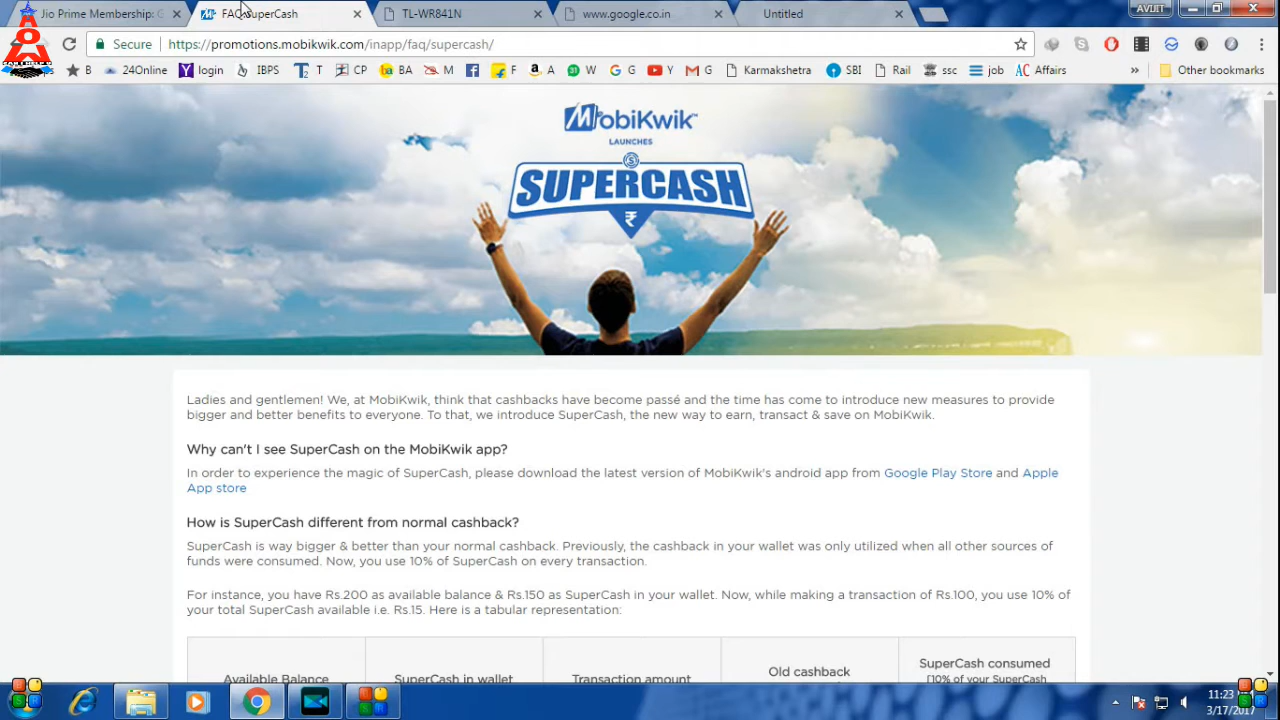 Jio Prime Membership: G
FAQ SuperCash
TL-WR841N
www.google.co.in
Untitled
AVIJET
Secure
https://promotions.mobikwik.com/inapp/faq/supercash/
B
24Online
login
T
CP
BA
N
F
A
W
G
Y
G
Karmakshetra
SBI
Rail
ssc
job
AC Affairs
»
Other bookmarks
MobiKwik™
LAUNCHES
SUPERCASH
₹
Ladies and gentlemen! We, at MobiKwik, think that cashbacks have become passé and the time has come to introduce new measures to provide
bigger and better benefits to everyone. To that, we introduce SuperCash, the new way to earn, transact & save on MobiKwik.
Why can't I see SuperCash on the MobiKwik app?
In order to experience the magic of SuperCash, please download the latest version of MobiKwik's android app from Google Play Store and Apple
App store
How is SuperCash different from normal cashback?
SuperCash is way bigger & better than your normal cashback. Previously, the cashback in your wallet was only utilized when all other sources of
funds were consumed. Now, you use 10% of SuperCash on every transaction.
For instance, you have Rs.200 as available balance & Rs.150 as SuperCash in your wallet. Now, while making a transaction of Rs.100, you use 10% of
your total SuperCash available i.e. Rs.15. Here is a tabular representation:
Available Balance
SuperCash in wallet
Transaction amount
Old cashback
SuperCash consumed
[10% of your SuperCash
11:23
3/17/2017